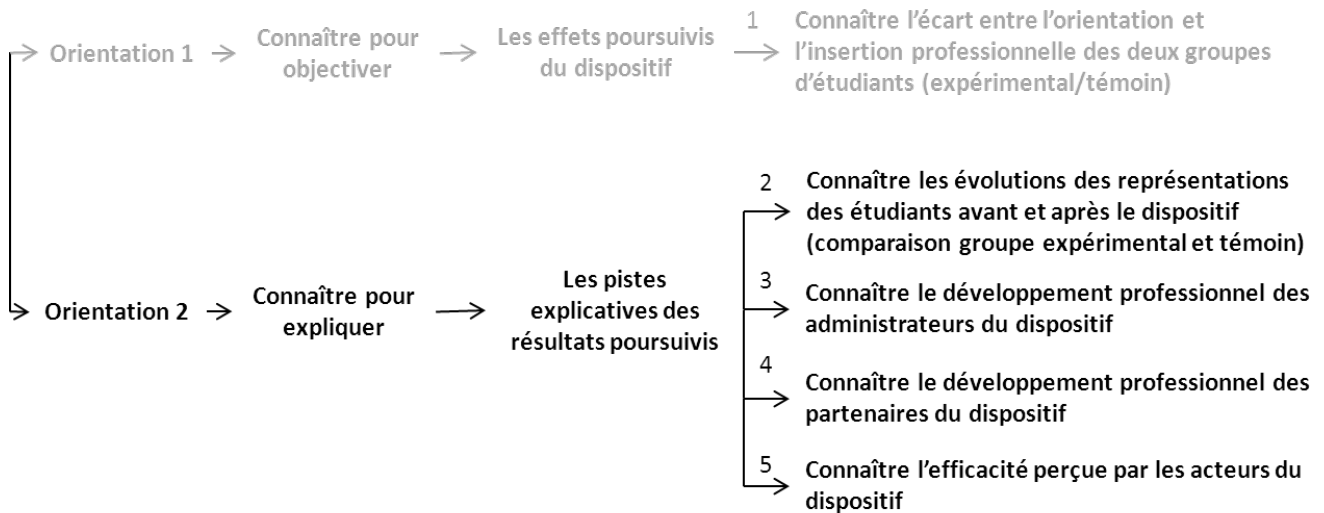 Orientation 1
Connaître pour
objectiver
Les effets poursuivis
du dispositif
1
Connaître l'écart entre l'orientation et
l'insertion professionnelle des deux groupes
d'étudiants (expérimental/témoin)
Orientation 2
Connaître pour
expliquer
Les pistes
explicatives des
résultats poursuivis
2
Connaître les évolutions des représentations
des étudiants avant et après le dispositif
(comparaison groupe expérimental et témoin)
3
Connaître le développement professionnel des
administrateurs du dispositif
4
Connaître le développement professionnel des
partenaires du dispositif
5
Connaître l'efficacité perçue par les acteurs du
dispositif